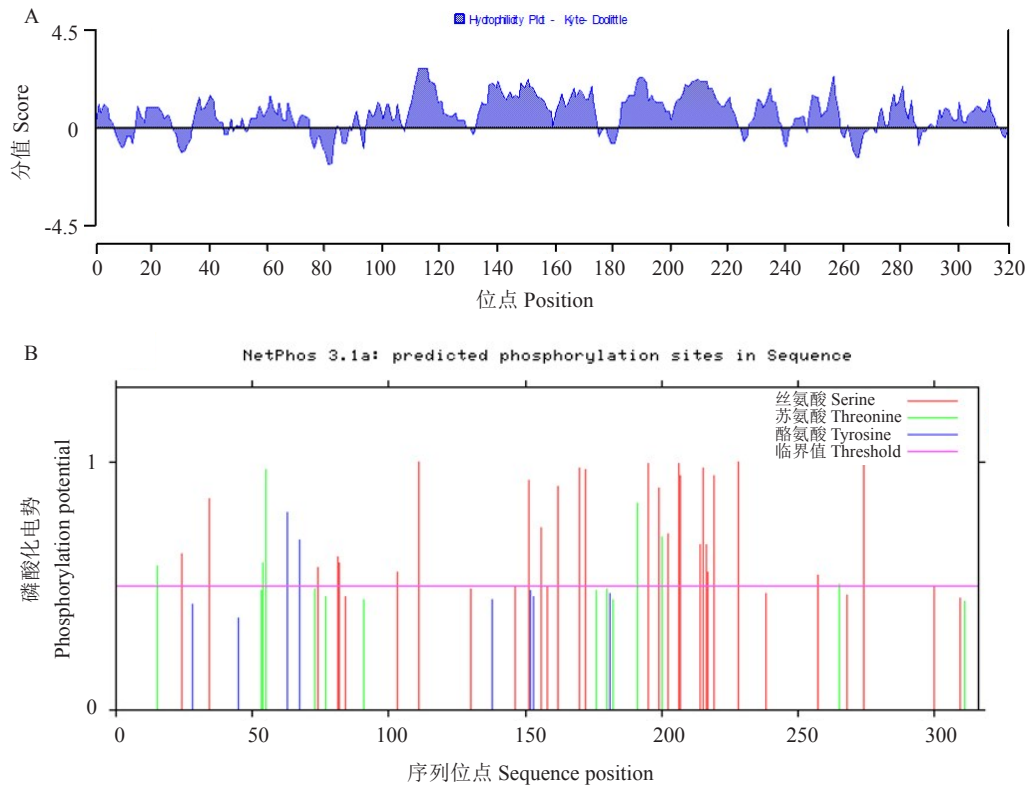 A
Hydrophilicity Plot - Kyte-Doolittle
4.5
0
-4.5
分值 Score
0 20 40 60 80 100 120 140 160 180 200 220 240 260 280 300 320
位点 Position
B
NetPhos 3.1a: predicted phosphorylation sites in Sequence
丝氨酸 Serine
苏氨酸 Threonine
酪氨酸 Tyrosine
临界值 Threshold
1
0
磷酸化电势
Phosphorylation potential
0 50 100 150 200 250 300
序列位点 Sequence position